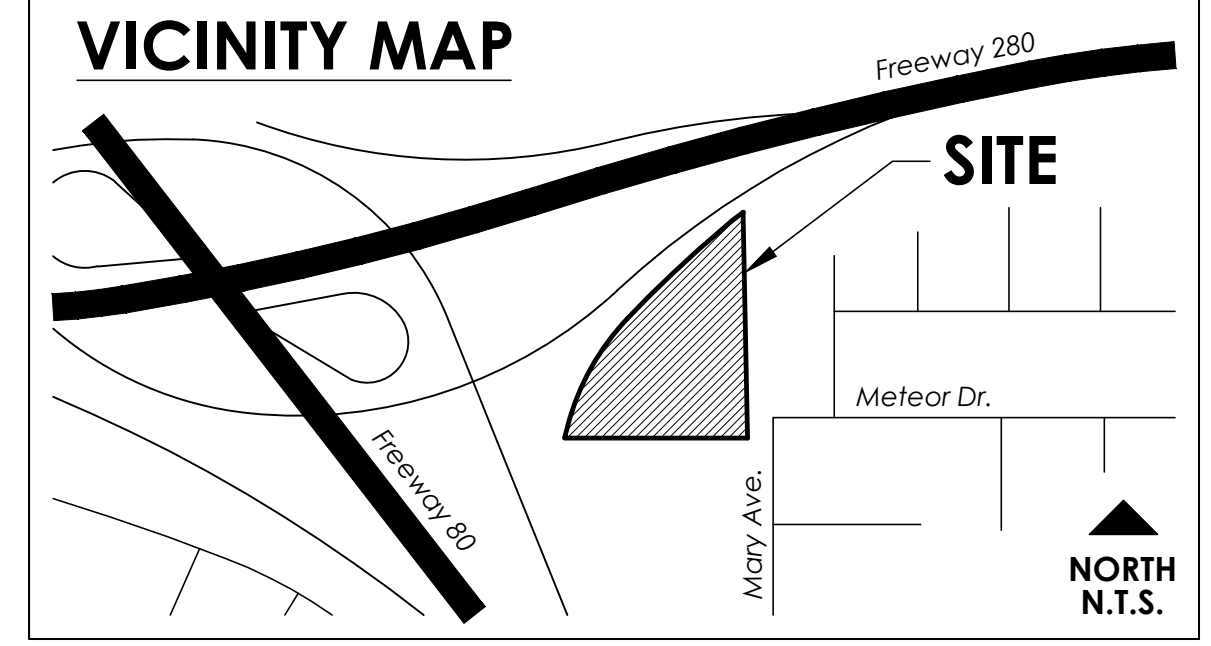 VICINITY MAP
Freeway 280
SITE
Meteor Dr.
Freeway 80
Mary Ave.
NORTH
N.T.S.